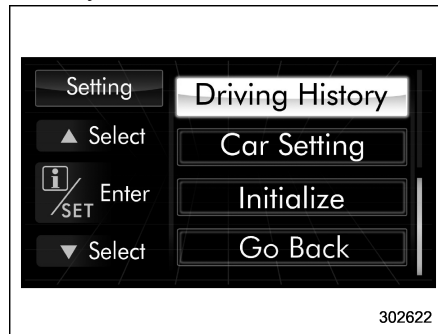 Setting
Driving History
▲ Select
Car Setting
i/SET Enter
Initialize
▼ Select
Go Back
302622